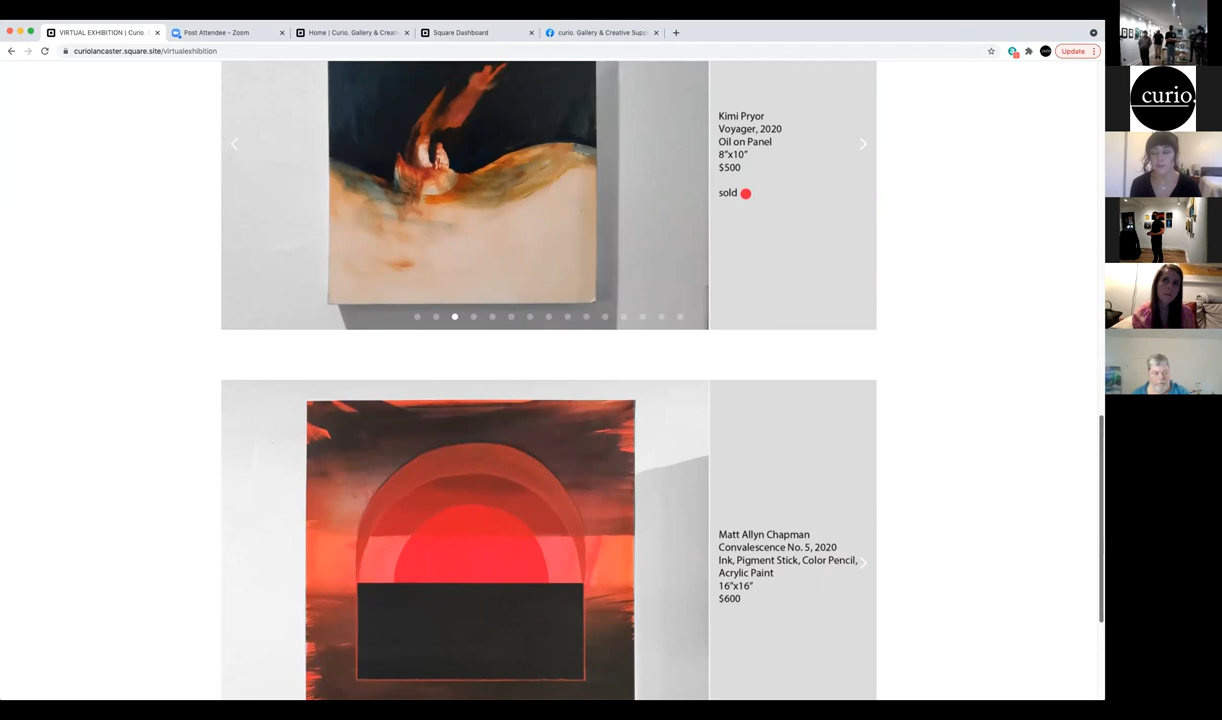 VIRTUAL EXHIBITION | Curio.
Post Attendee - Zoom
Home | Curio. Gallery & Creati
Square Dashboard
curio. Gallery & Creative Supp
curiolancaster.square.site/virtualexhibition
curio.
Update
curio.
Kimi Pryor
Voyager, 2020
Oil on Panel
8"x10"
$500
sold
Matt Allyn Chapman
Convalescence No. 5, 2020
Ink, Pigment Stick, Color Pencil,
Acrylic Paint
16"x16"
$600